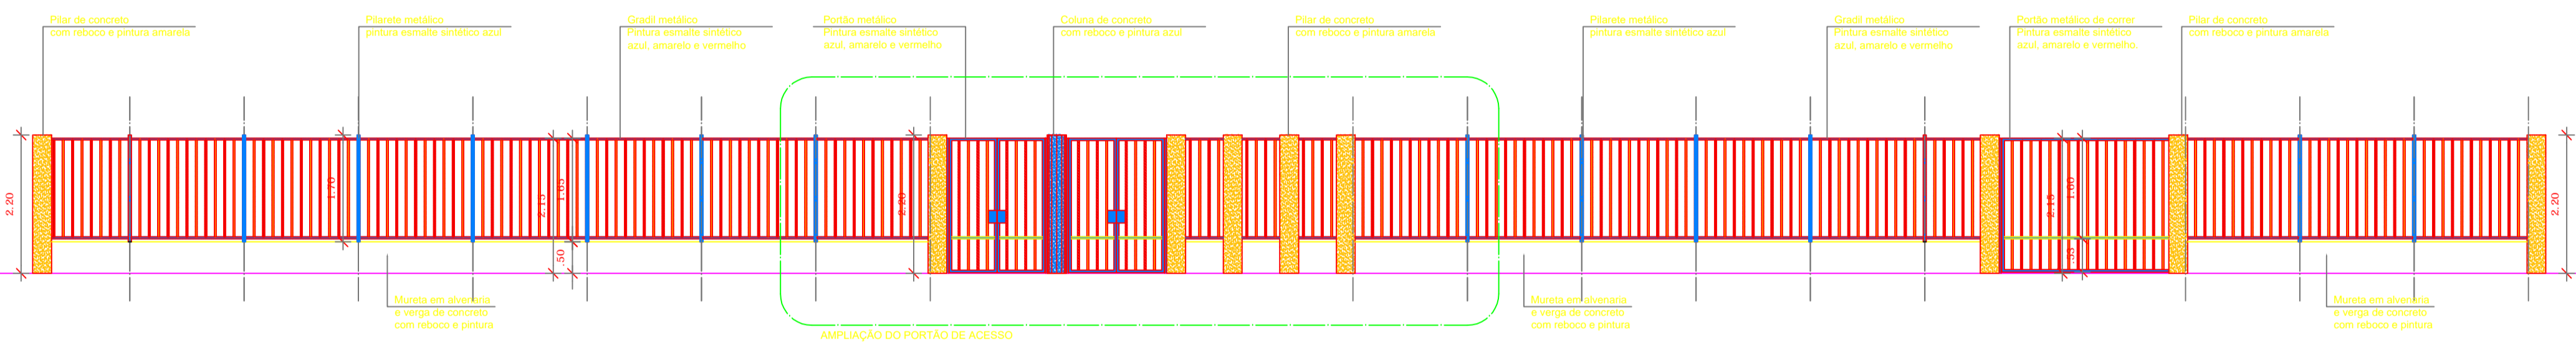 Pilar de concreto
com reboco e pintura amarela
Pilarete metálico
pintura esmalte sintético azul
Gradil metálico
Pintura esmalte sintético
azul, amarelo e vermelho
Portão metálico
Pintura esmalte sintético
azul, amarelo e vermelho
Coluna de concreto
com reboco e pintura azul
Pilar de concreto
com reboco e pintura amarela
Pilarete metálico
pintura esmalte sintético azul
Gradil metálico
Pintura esmalte sintético
azul, amarelo e vermelho
Portão metálico de correr
Pintura esmalte sintético
azul, amarelo e vermelho
Pilar de concreto
com reboco e pintura amarela
2.20
1.70
2.15
1.65
.50
2.20
2.15
1.60
.55
2.20
Mureta em alvenaria
e verga de concreto
com reboco e pintura
AMPLIAÇÃO DO PORTÃO DE ACESSO
Mureta em alvenaria
e verga de concreto
com reboco e pintura
Mureta em alvenaria
e verga de concreto
com reboco e pintura